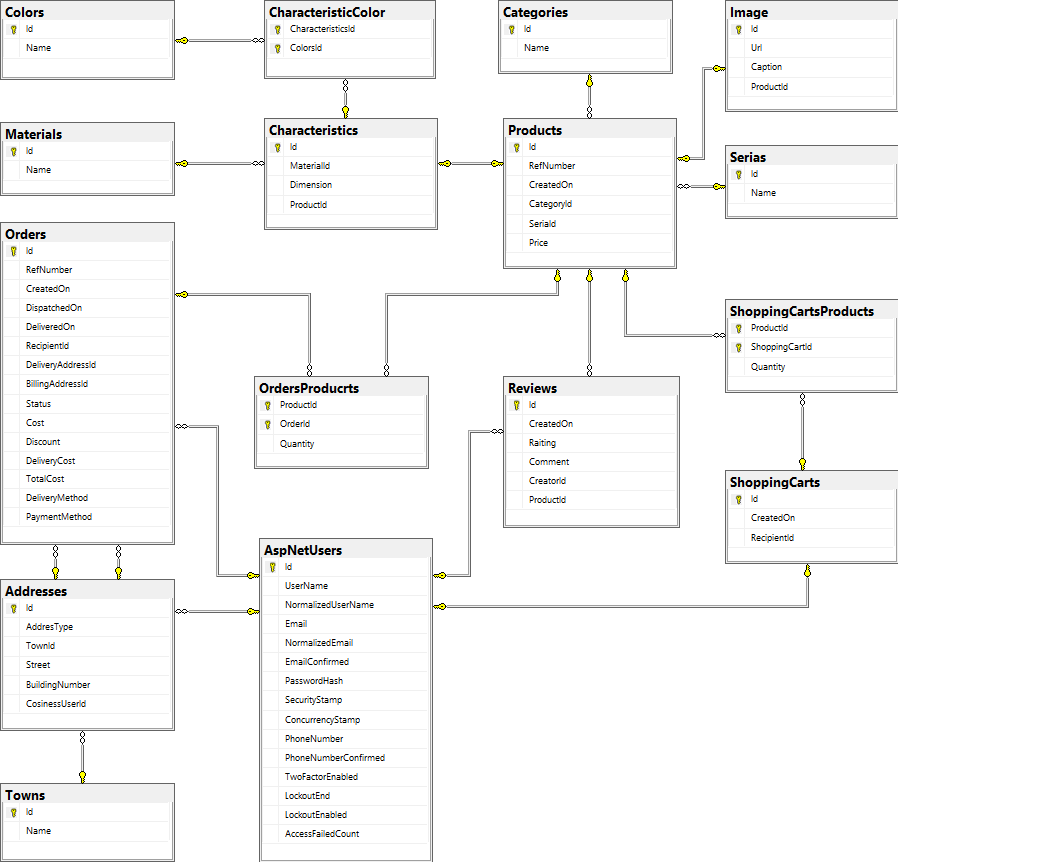 Colors
Id
Name
CharacteristicColor
CharacteristicsId
ColorsId
Categories
Id
Name
Image
Id
Url
Caption
ProductId
Materials
Id
Name
Characteristics
Id
MaterialId
Dimension
ProductId
Products
Id
RefNumber
CreatedOn
CategoryId
SeriaId
Price
Serias
Id
Name
Orders
Id
RefNumber
CreatedOn
DispatchedOn
DeliveredOn
RecipientId
DeliveryAddressId
BillingAddressId
Status
Cost
Discount
DeliveryCost
TotalCost
DeliveryMethod
PaymentMethod
OrdersProducrts
ProductId
OrderId
Quantity
Reviews
Id
CreatedOn
Raiting
Comment
CreatorId
ProductId
ShoppingCartsProducts
ProductId
ShoppingCartId
Quantity
ShoppingCarts
Id
CreatedOn
RecipientId
Addresses
Id
AddresType
TownId
Street
BuildingNumber
CosinessUserId
AspNetUsers
Id
UserName
NormalizedUserName
Email
NormalizedEmail
EmailConfirmed
PasswordHash
SecurityStamp
ConcurrencyStamp
PhoneNumber
PhoneNumberConfirmed
TwoFactorEnabled
LockoutEnd
LockoutEnabled
AccessFailedCount
Towns
Id
Name